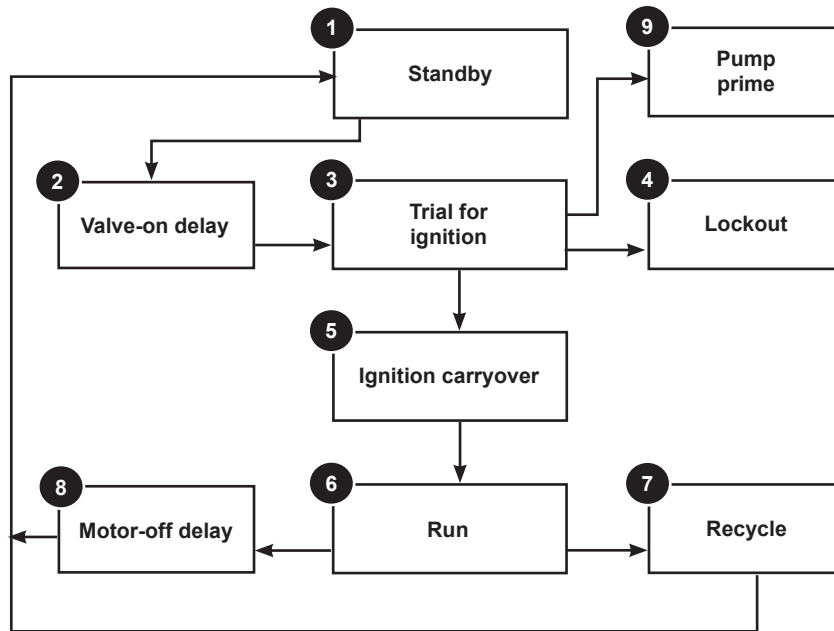 1
Standby
9
Pump
prime
2
Valve-on delay
3
Trial for
ignition
4
Lockout
5
Ignition carryover
8
Motor-off delay
6
Run
7
Recycle